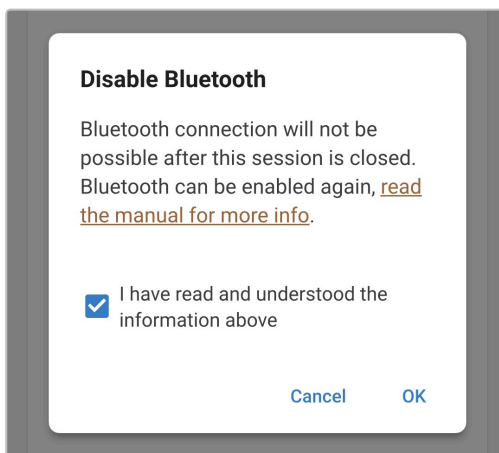 Disable Bluetooth
Bluetooth connection will not be
possible after this session is closed.
Bluetooth can be enabled again, read
the manual for more info.
I have read and understood the
information above
Cancel OK